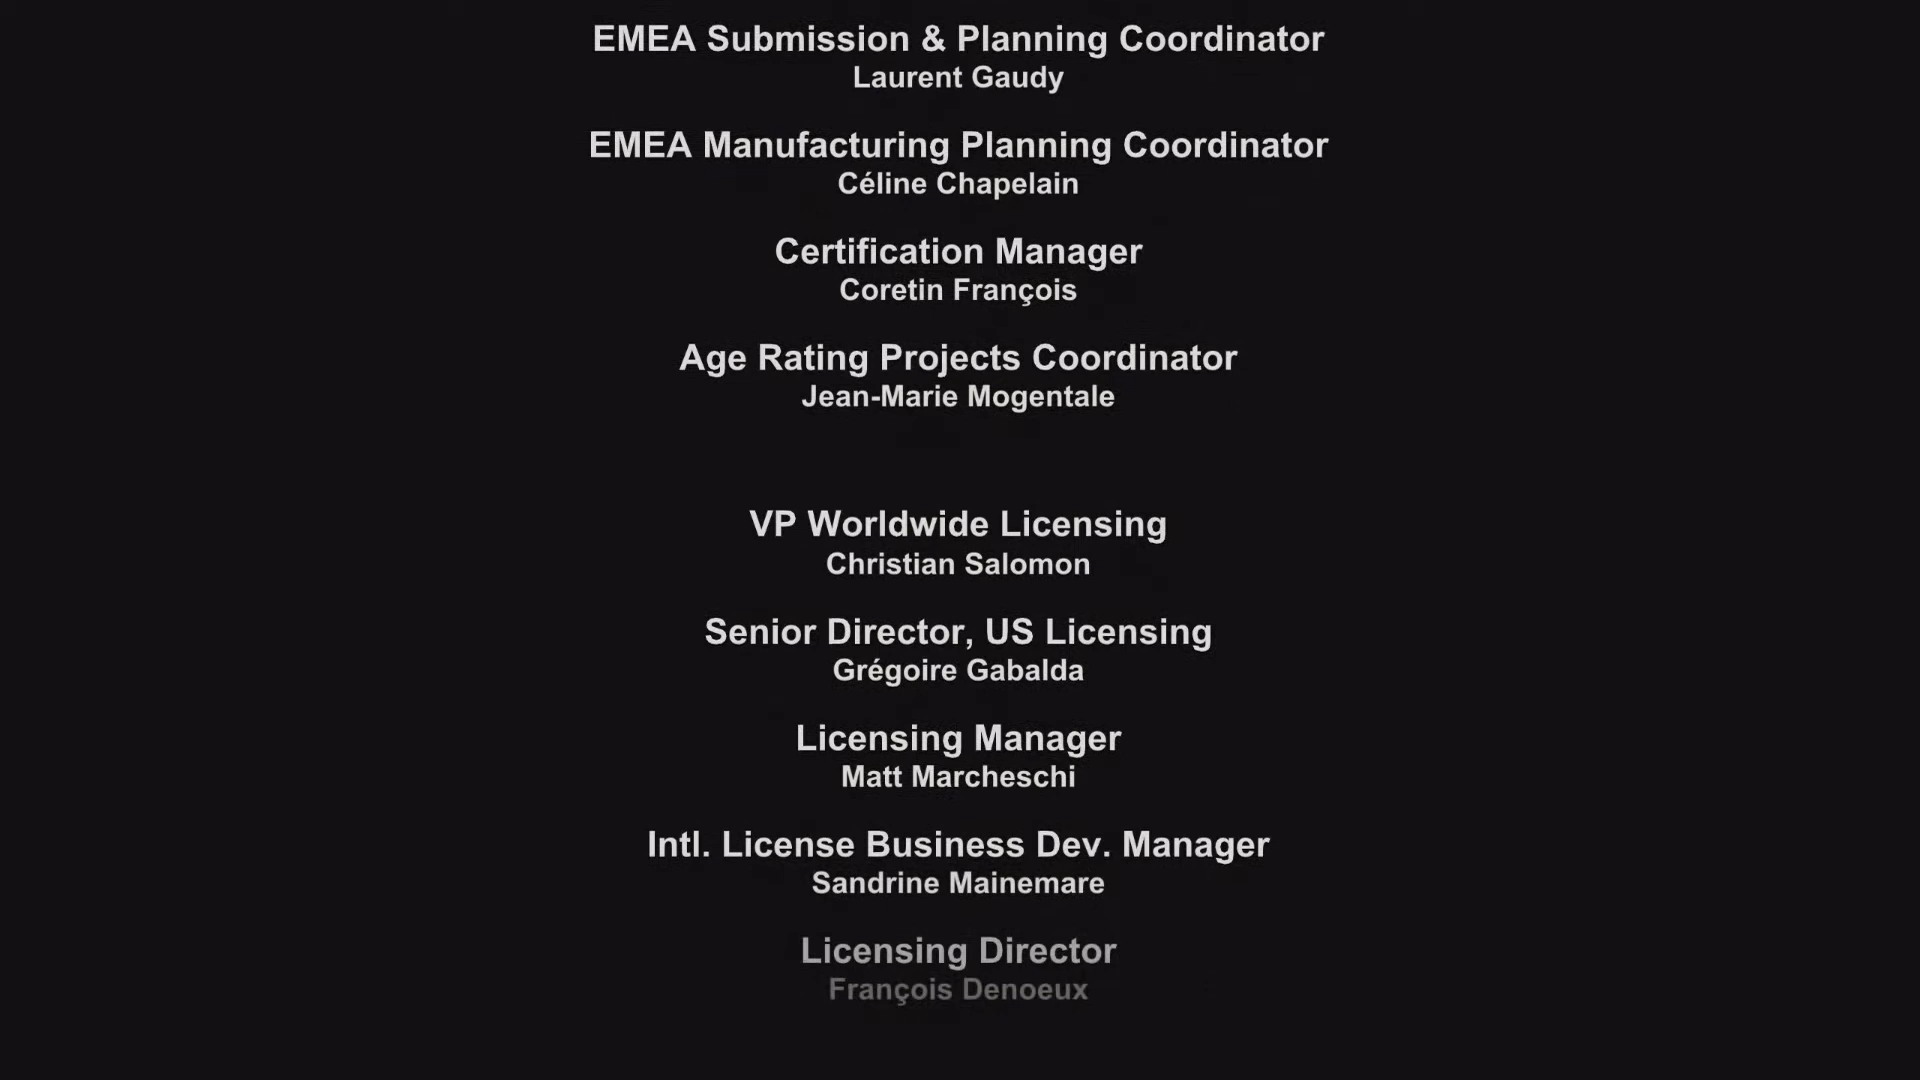 EMEA Submission & Planning Coordinator
Laurent Gaudy
EMEA Manufacturing Planning Coordinator
Céline Chapelain
Certification Manager
Coretin François
Age Rating Projects Coordinator
Jean-Marie Mogentale
VP Worldwide Licensing
Christian Salomon
Senior Director, US Licensing
Grégoire Gabalda
Licensing Manager
Matt Marcheschi
Intl. License Business Dev. Manager
Sandrine Mainemare
Licensing Director
François Denoeux